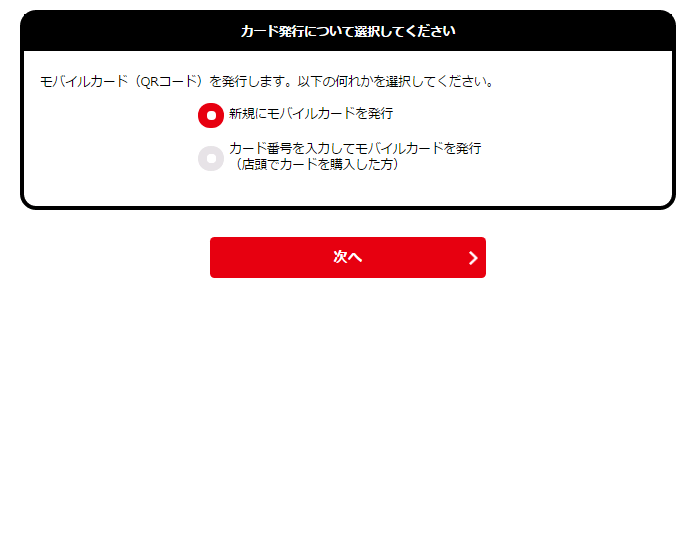 カード発行について選択してください
モバイルカード（QRコード）を発行します。以下の何れかを選択してください。
新規にモバイルカードを発行
カード番号を入力してモバイルカードを発行
（店頭でカードを購入した方）
次へ